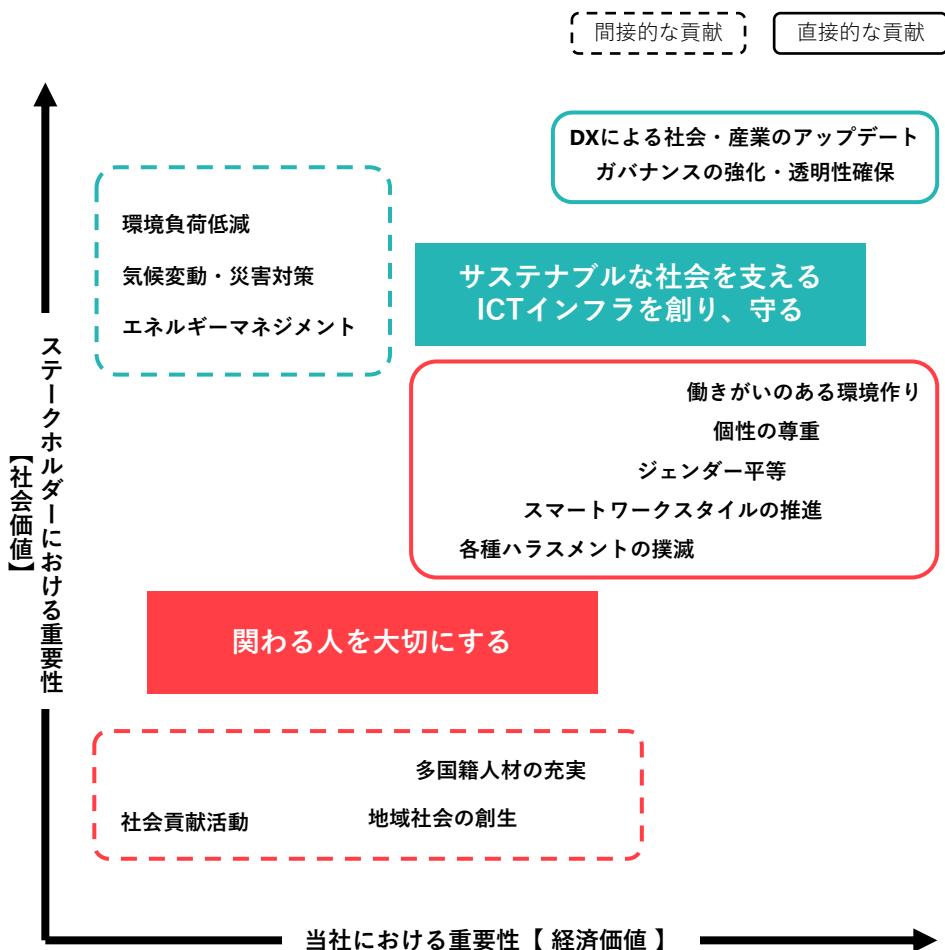 間接的な貢献
直接的な貢献
DXによる社会・産業のアップデート
ガバナンスの強化・透明性確保
環境負荷低減
気候変動・災害対策
エネルギーマネジメント
サステナブルな社会を支える
ICTインフラを創り、守る
働きがいのある環境作り
個性の尊重
ジェンダー平等
スマートワークスタイルの推進
各種ハラスメントの撲滅
ステークホルダーにおける重要性
【社会価値】
関わる人を大切にする
多国籍人材の充実
社会貢献活動
地域社会の創生
当社における重要性【 経済価値 】